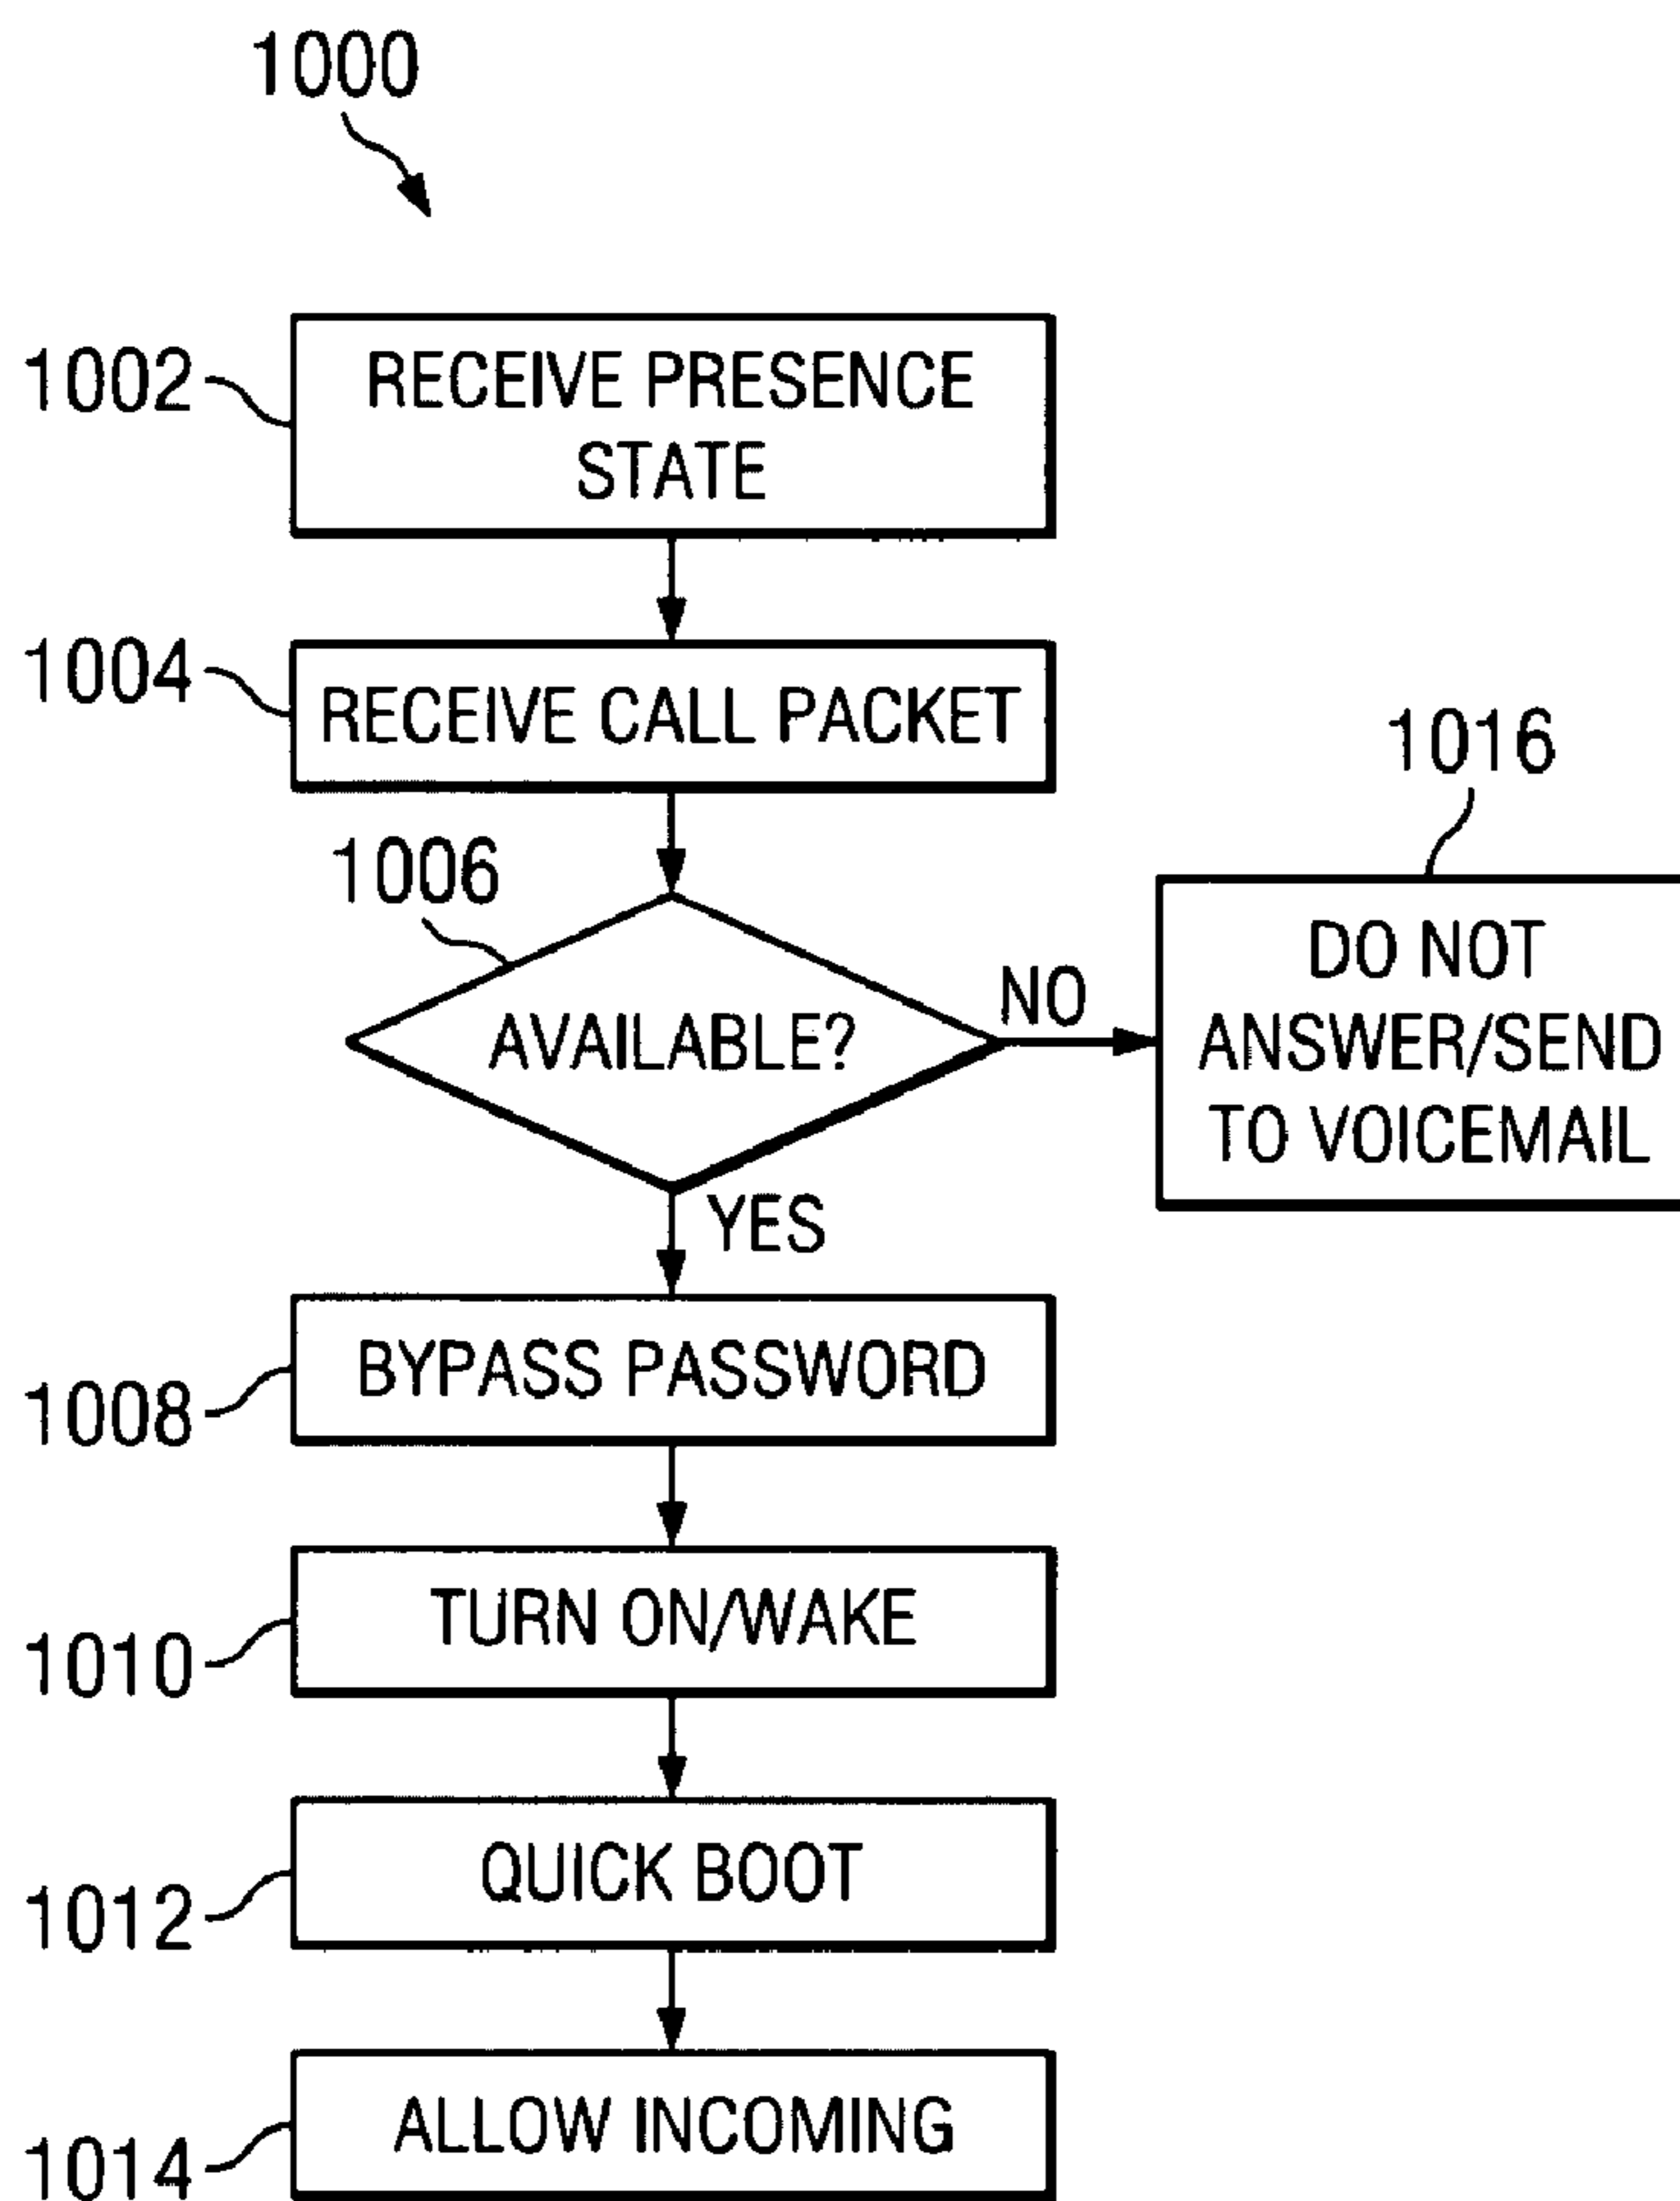 1000
1002
RECEIVE PRESENCE
STATE
1004
RECEIVE CALL PACKET
1006
AVAILABLE?
NO
1016
DO NOT
ANSWER/SEND
TO VOICEMAIL
YES
1008
BYPASS PASSWORD
1010
TURN ON/WAKE
1012
QUICK BOOT
1014
ALLOW INCOMING